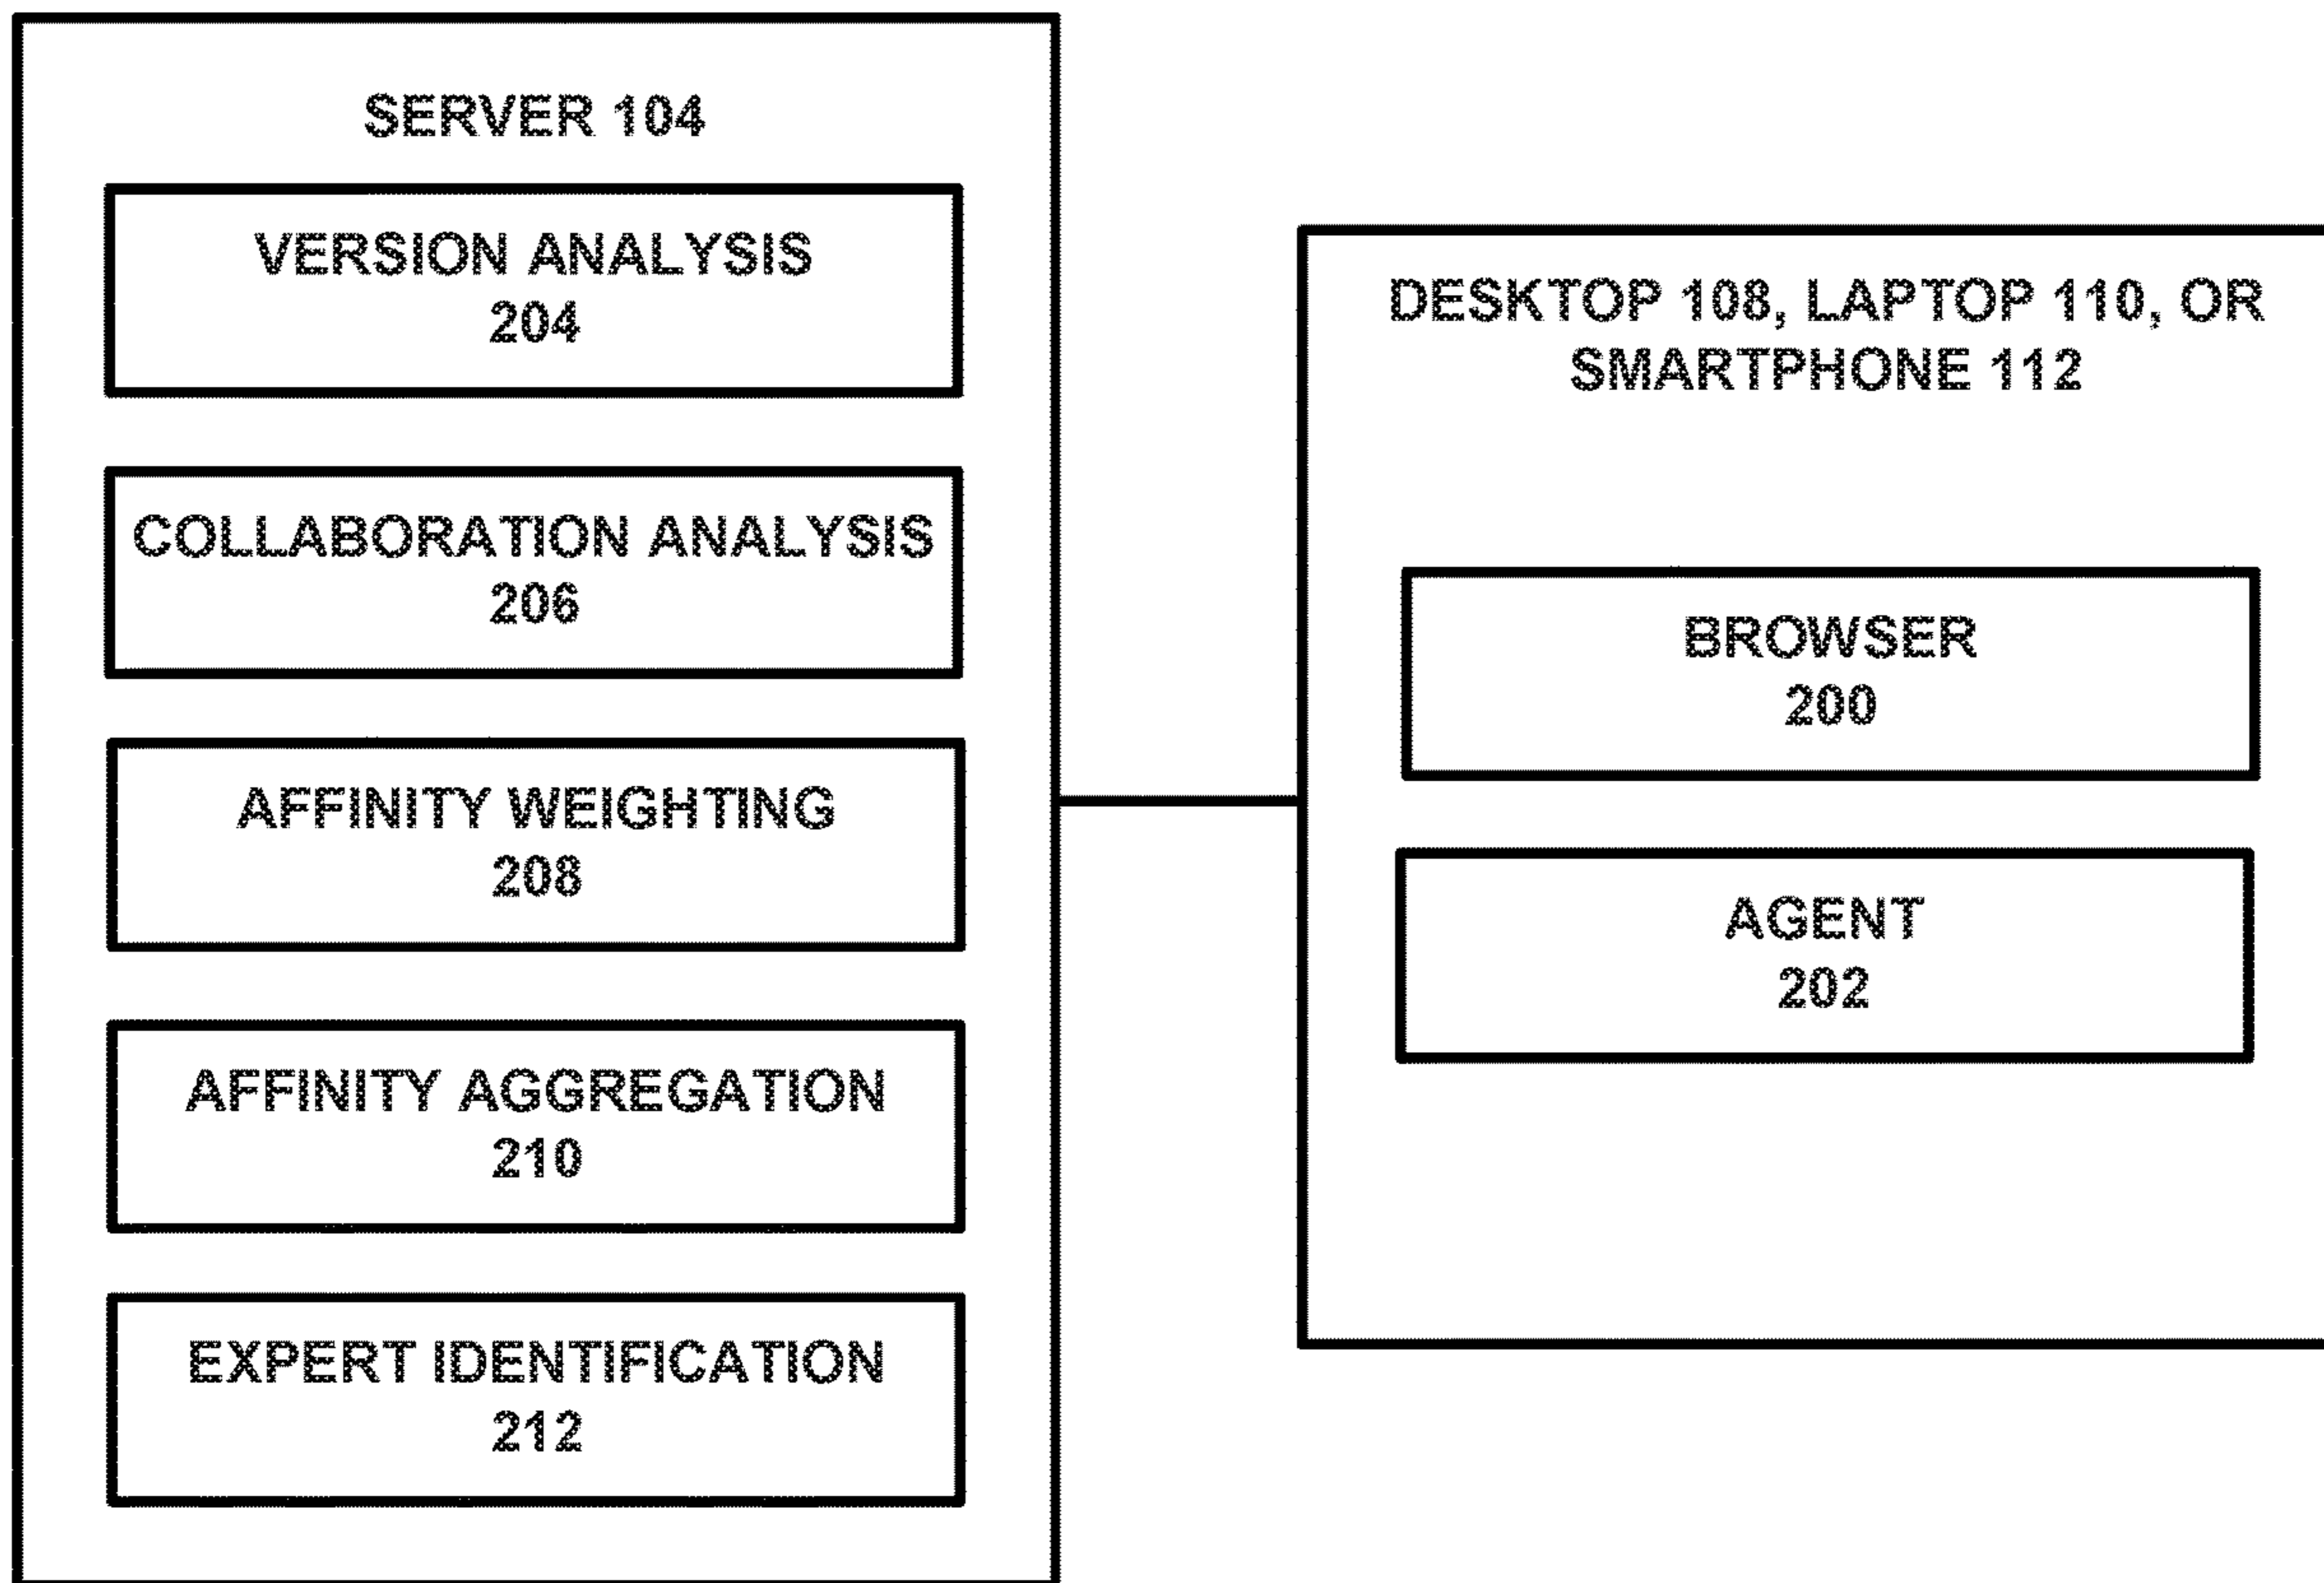 SERVER 104
VERSION ANALYSIS
204
COLLABORATION ANALYSIS
206
AFFINITY WEIGHTING
208
AFFINITY AGGREGATION
210
EXPERT IDENTIFICATION
212
DESKTOP 108, LAPTOP 110, OR
SMARTPHONE 112
BROWSER
200
AGENT
202